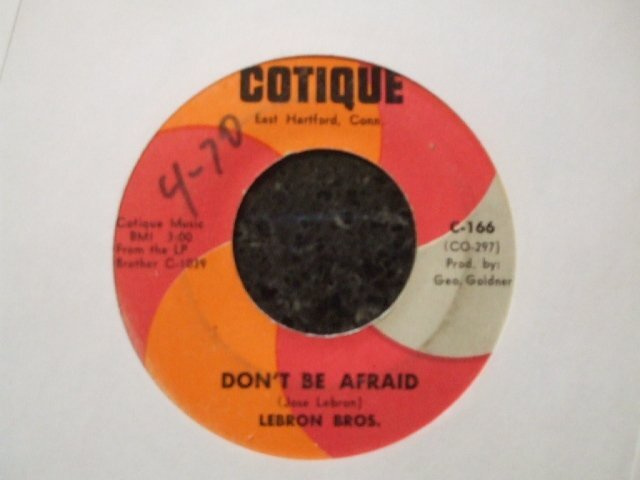 COTIQUE
East Hartford, Conn.
4-70
Cotique Music
BMI 3:00
From the LP
Brother C-1029
C-166
(CO-297)
Prod. by:
Geo. Goldner
DON'T BE AFRAID
(Jose Lebron)
LEBRON BROS.